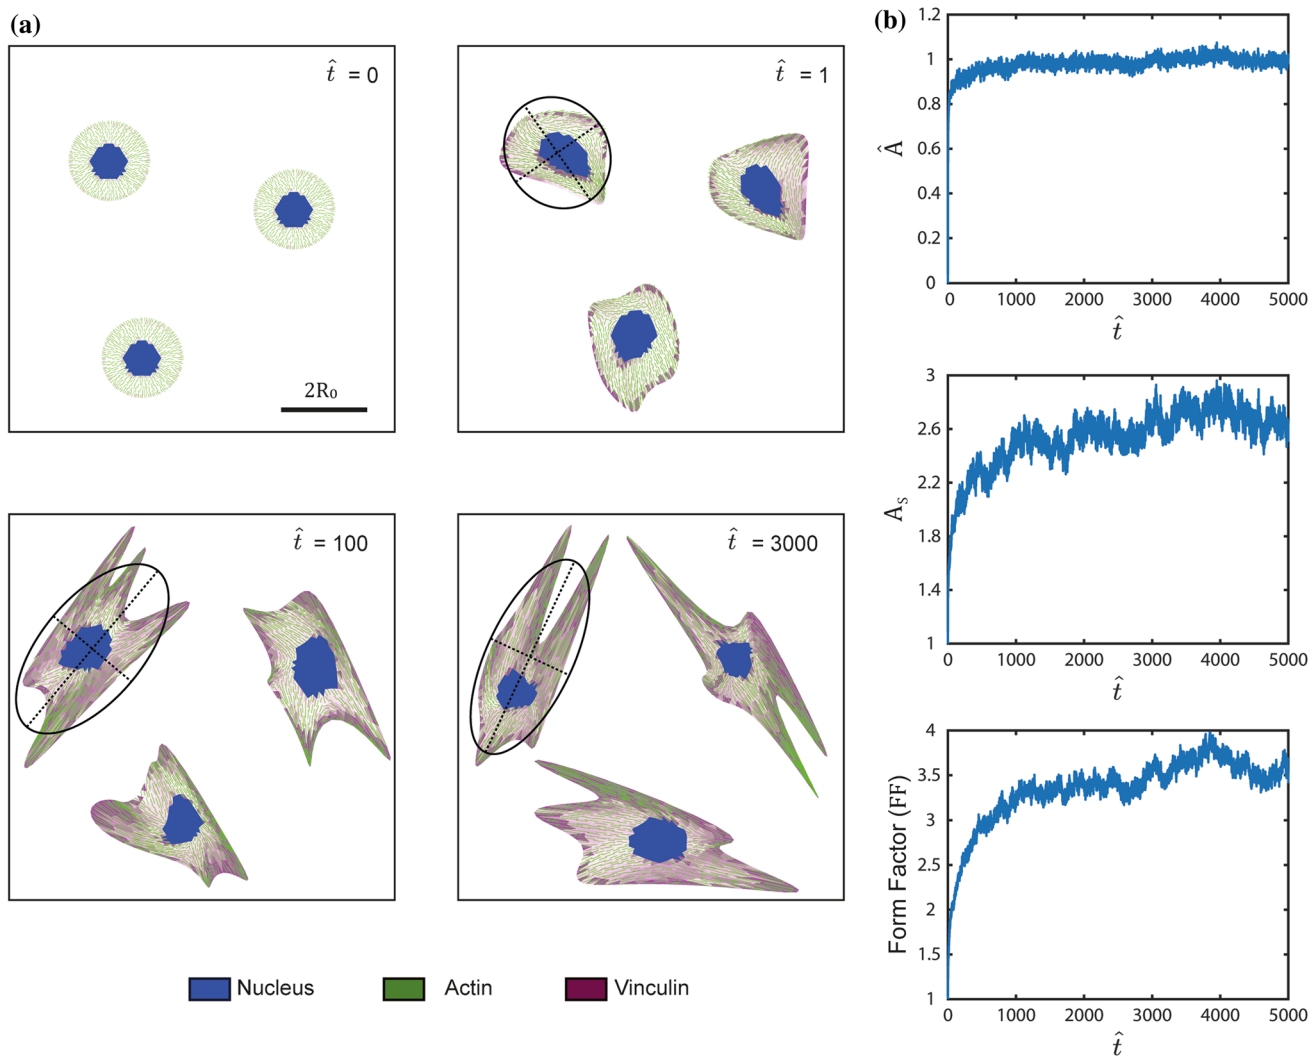 (a)
t̂ = 0
2R₀
t̂ = 1
t̂ = 100
t̂ = 3000
Nucleus
Actin
Vinculin
(b)
1.2
1
0.8
0.6
0.4
0.2
0
Â
0 1000 2000 3000 4000 5000
t̂
3
2.6
2.2
1.8
1.4
1
Aₛ
0 1000 2000 3000 4000 5000
t̂
4
3.5
3
2.5
2
1.5
1
Form Factor (FF)
0 1000 2000 3000 4000 5000
t̂